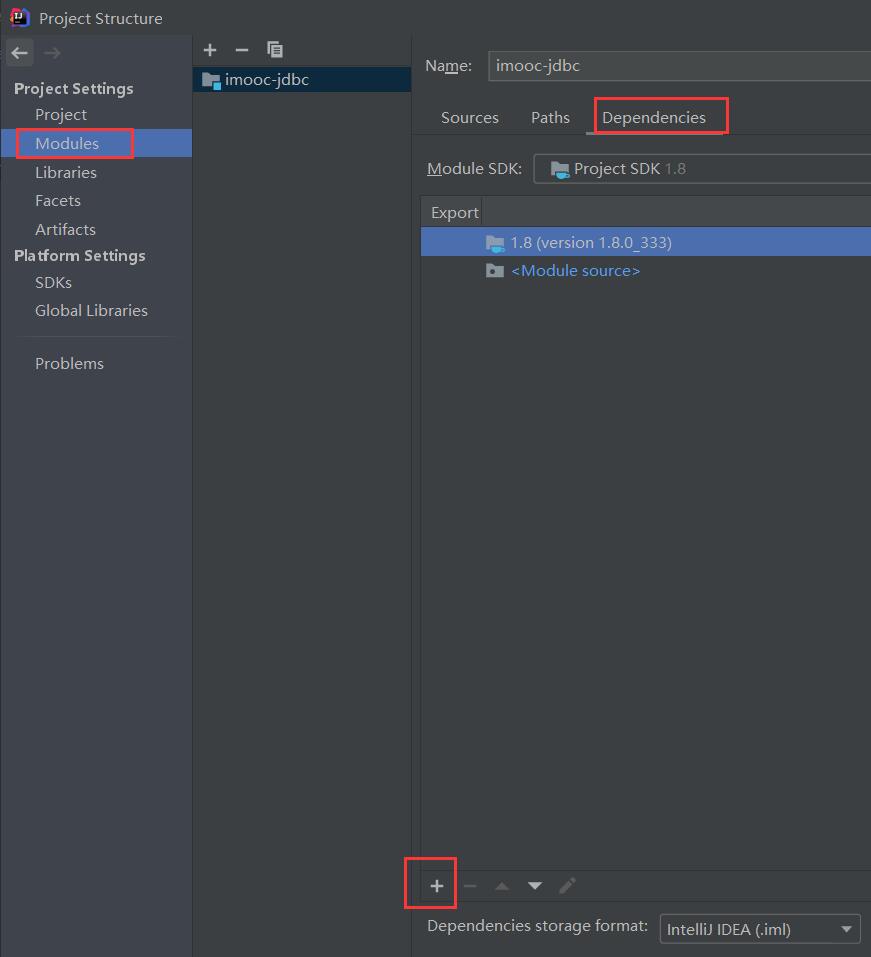 Project Structure
Project Settings
Project
Modules
Libraries
Facets
Artifacts
Platform Settings
SDKs
Global Libraries
Problems
imooc-jdbc
Name: imooc-jdbc
Sources Paths Dependencies
Module SDK: Project SDK 1.8
Export
1.8 (version 1.8.0_333)
<Module source>
Dependencies storage format: IntelliJ IDEA (.iml)